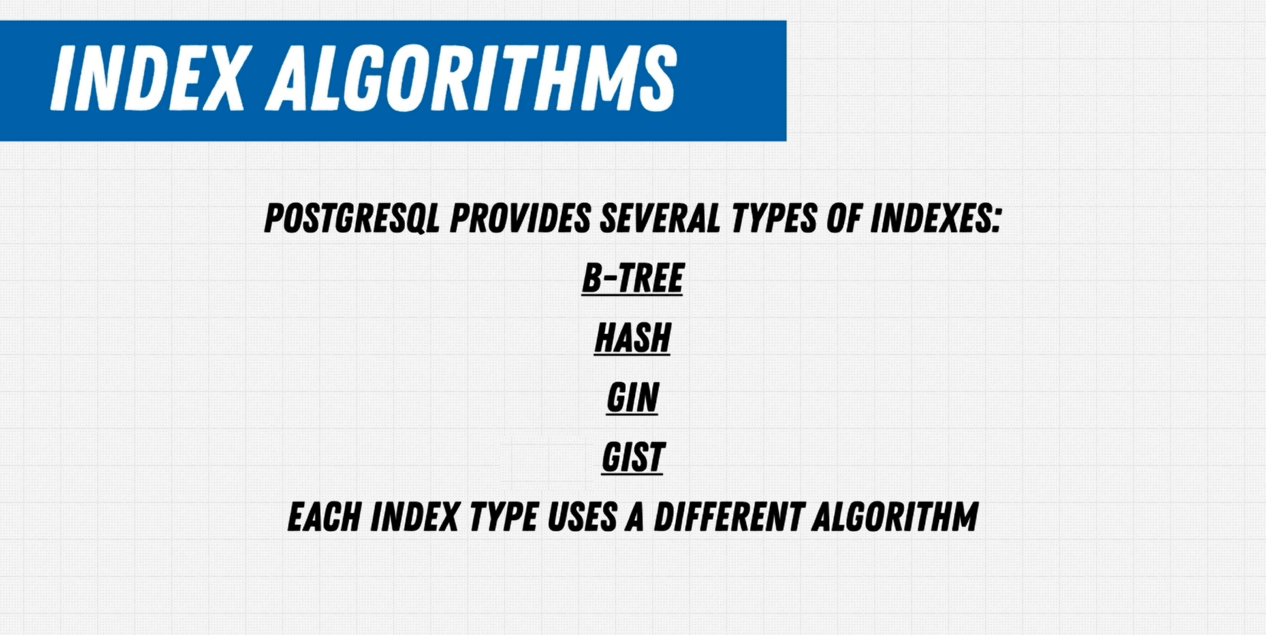 INDEX ALGORITHMS
POSTGRESQL PROVIDES SEVERAL TYPES OF INDEXES:
B-TREE
HASH
GIN
GIST
EACH INDEX TYPE USES A DIFFERENT ALGORITHM